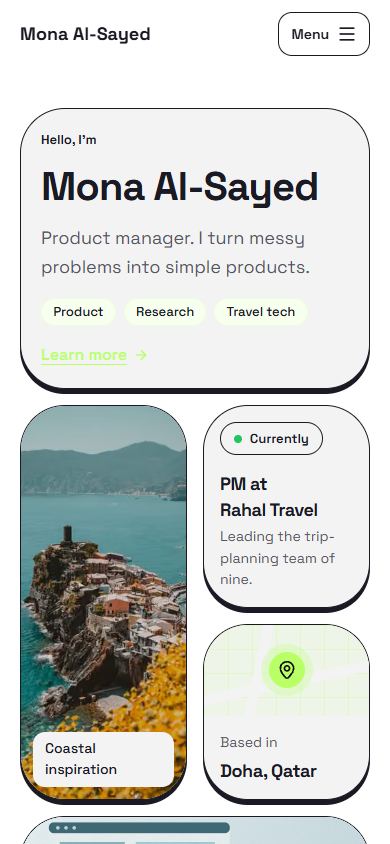 Mona Al-Sayed
Menu
Hello, I'm
Mona Al-Sayed
Product manager. I turn messy
problems into simple products.
Product
Research
Travel tech
Learn more →
Coastal
inspiration
Currently
PM at
Rahal Travel
Leading the trip-
planning team of
nine.
Based in
Doha, Qatar